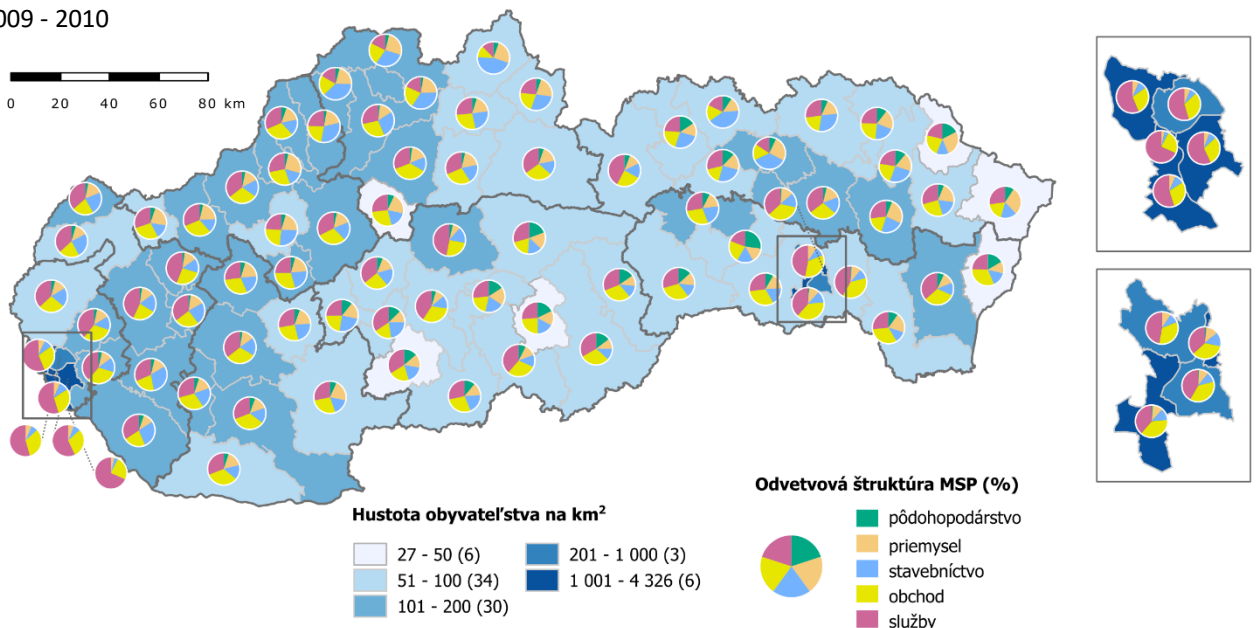 009 - 2010
0 20 40 60 80 km
Hustota obyvateľstva na km²
27 - 50 (6)
51 - 100 (34)
101 - 200 (30)
201 - 1 000 (3)
1 001 - 4 326 (6)
Odvetvová štruktúra MSP (%)
pôdohopodárstvo
priemysel
stavebníctvo
obchod
služby